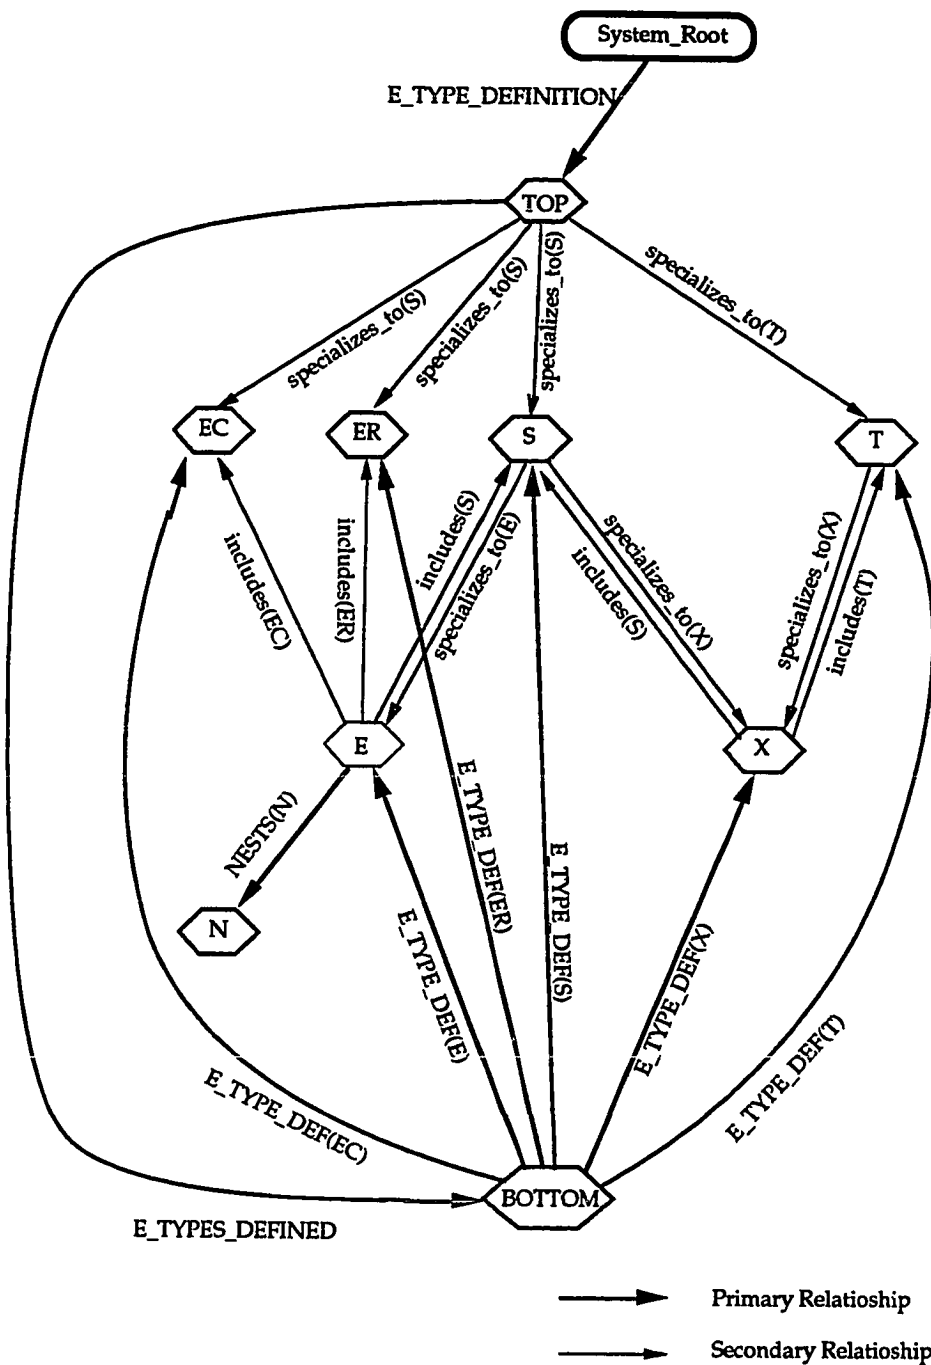 System_Root
E_TYPE_DEFINITION
TOP
specializes_to(S)
specializes_to(S)
specializes_to(S)
specializes_to(T)
EC
ER
S
T
includes(EC)
includes(ER)
includes(S)
specializes_to(E)
specializes_to(X)
includes(S)
specializes_to(X)
includes(T)
E
X
NESTS(N)
N
E_TYPE_DEF(ER)
E_TYPE_DEF(S)
E_TYPE_DEF(E)
E_TYPE_DEF(X)
E_TYPE_DEF(T)
E_TYPE_DEF(EC)
BOTTOM
E_TYPES_DEFINED
Primary Relatioship
Secondary Relatioship